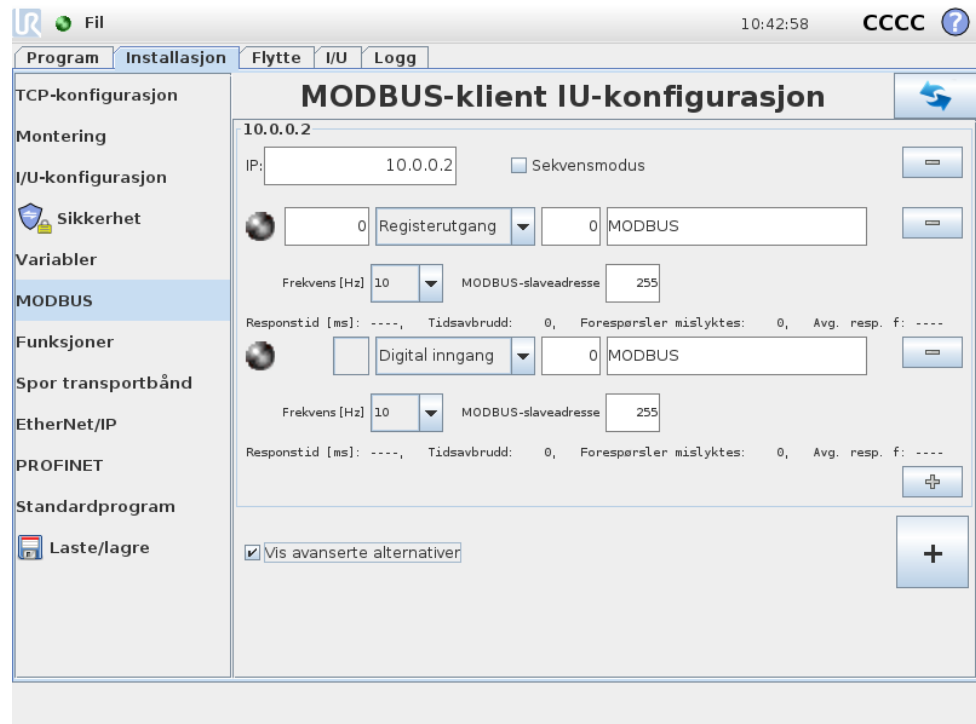 UR Fil 10:42:58 CCCC ?
Program Installasjon Flytte I/U Logg
TCP-konfigurasjon
Montering
I/U-konfigurasjon
Sikkerhet
Variabler
MODBUS
Funksjoner
Spor transportbånd
EtherNet/IP
PROFINET
Standardprogram
Laste/lagre
MODBUS-klient IU-konfigurasjon
10.0.0.2
IP: 10.0.0.2 Sekvensmodus
0 Registerutgang 0 MODBUS
Frekvens [Hz] 10 MODBUS-slaveadresse 255
Responstid [ms]: ----, Tidsavbrudd: 0, Forespørsler mislyktes: 0, Avg. resp. f: ----
Digital inngang 0 MODBUS
Frekvens [Hz] 10 MODBUS-slaveadresse 255
Responstid [ms]: ----, Tidsavbrudd: 0, Forespørsler mislyktes: 0, Avg. resp. f: ----
Vis avanserte alternativer